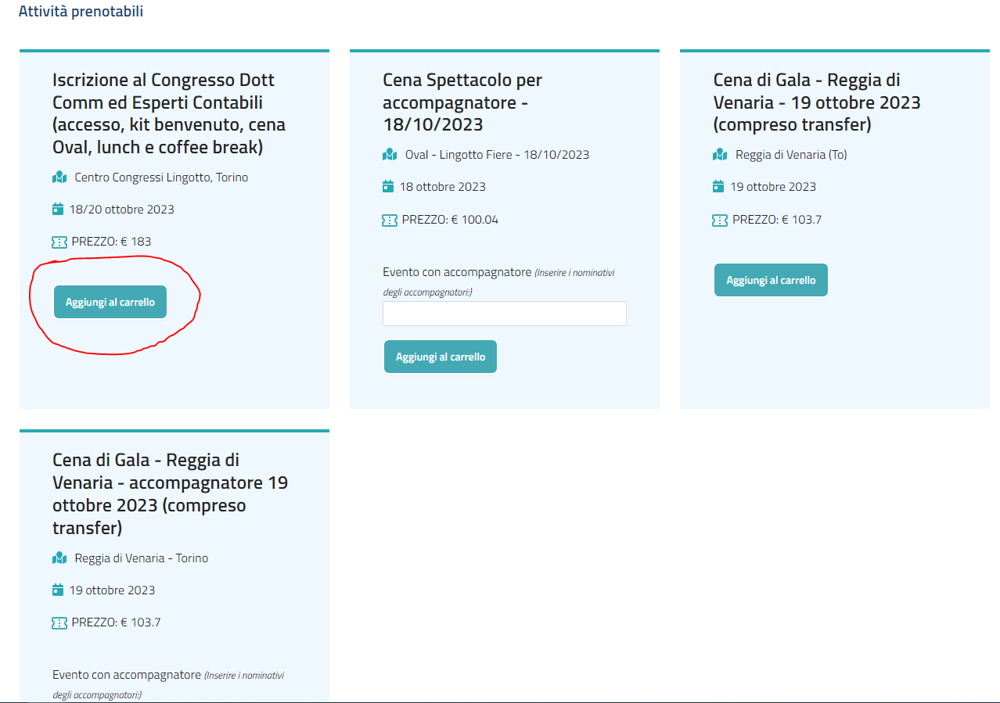 Attività prenotabili
Iscrizione al Congresso Dott
Comm ed Esperti Contabili
(accesso, kit benvenuto, cena
Oval, lunch e coffee break)
Centro Congressi Lingotto, Torino
18/20 ottobre 2023
PREZZO: € 183
Aggiungi al carrello
Cena Spettacolo per
accompagnatore -
18/10/2023
Oval - Lingotto Fiere - 18/10/2023
18 ottobre 2023
PREZZO: € 100.04
Evento con accompagnatore (Inserire i nominativi
degli accompagnatori:)
Aggiungi al carrello
Cena di Gala - Reggia di
Venaria - 19 ottobre 2023
(compreso transfer)
Reggia di Venaria (To)
19 ottobre 2023
PREZZO: € 103.7
Aggiungi al carrello
Cena di Gala - Reggia di
Venaria - accompagnatore 19
ottobre 2023 (compreso
transfer)
Reggia di Venaria - Torino
19 ottobre 2023
PREZZO: € 103.7
Evento con accompagnatore (Inserire i nominativi
degli accompagnatori:)